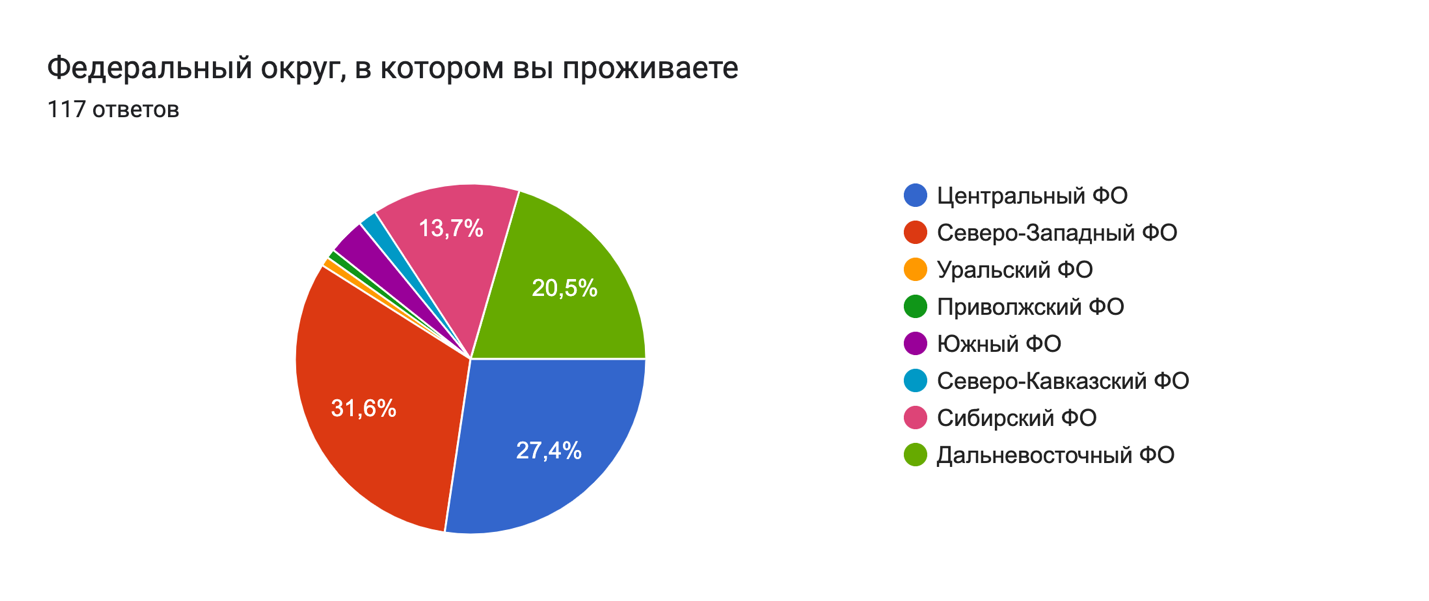 Федеральный округ, в котором вы проживаете
117 ответов
13,7%
20,5%
31,6%
27,4%
Центральный ФО
Северо-Западный ФО
Уральский ФО
Приволжский ФО
Южный ФО
Северо-Кавказский ФО
Сибирский ФО
Дальневосточный ФО